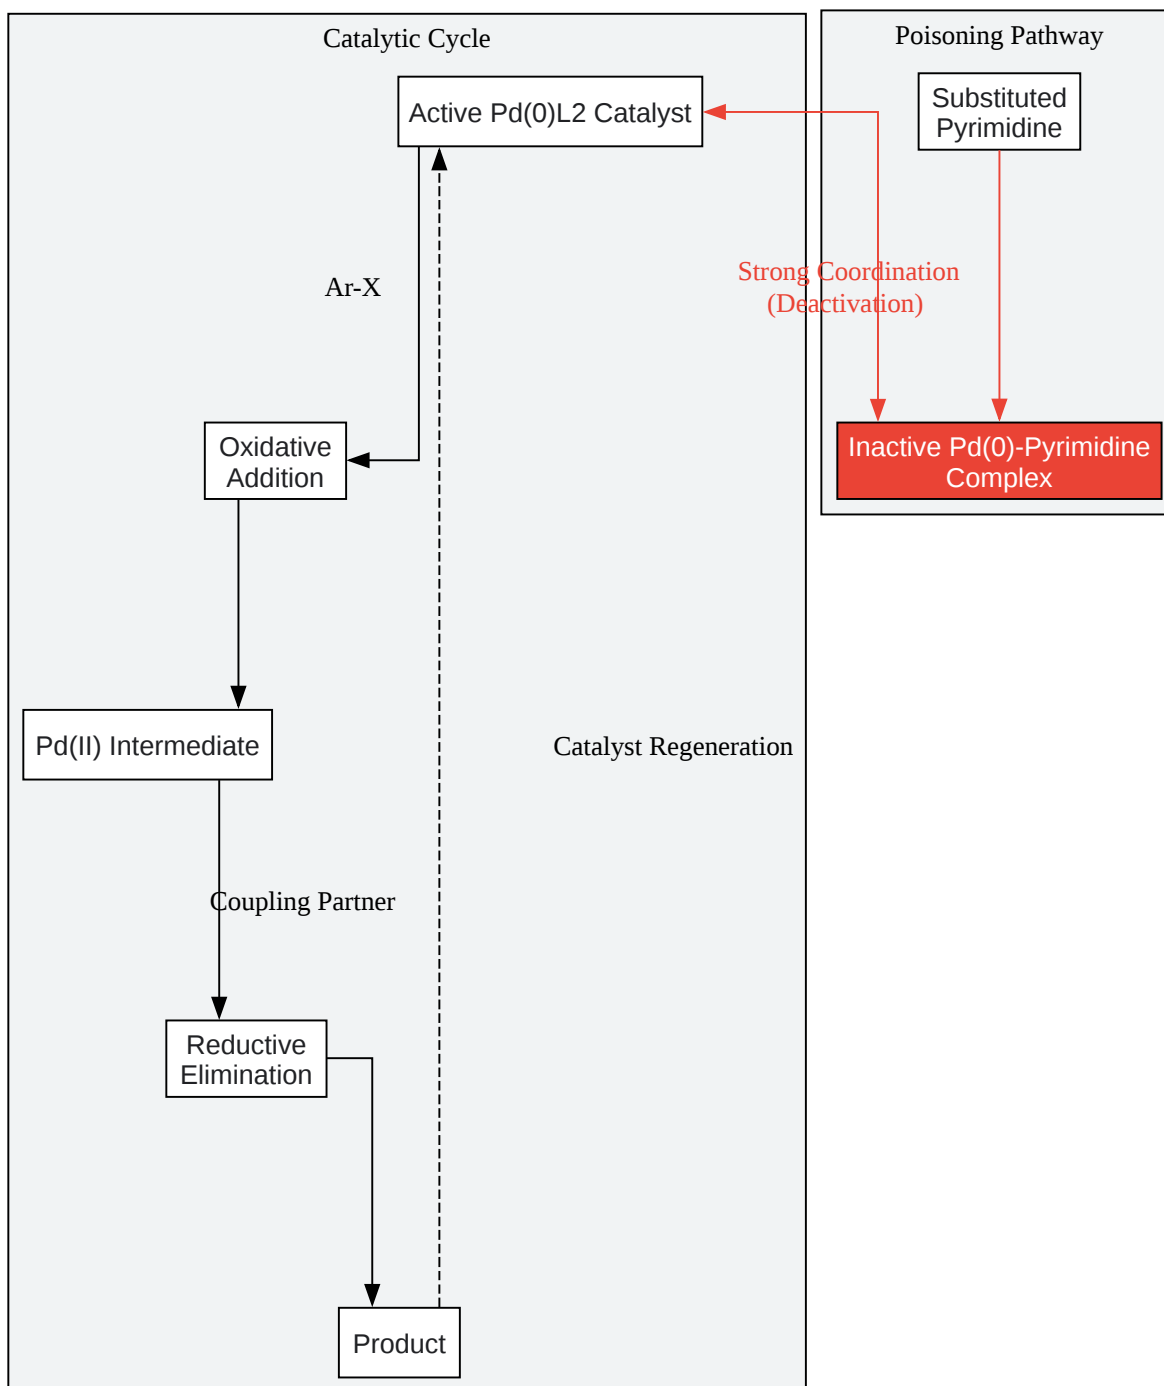 Catalytic Cycle
Active Pd(0)L2 Catalyst
Ar-X
Oxidative
Addition
Pd(II) Intermediate
Catalyst Regeneration
Coupling Partner
Reductive
Elimination
Product
Poisoning Pathway
Substituted
Pyrimidine
Strong Coordination
(Deactivation)
Inactive Pd(0)-Pyrimidine
Complex